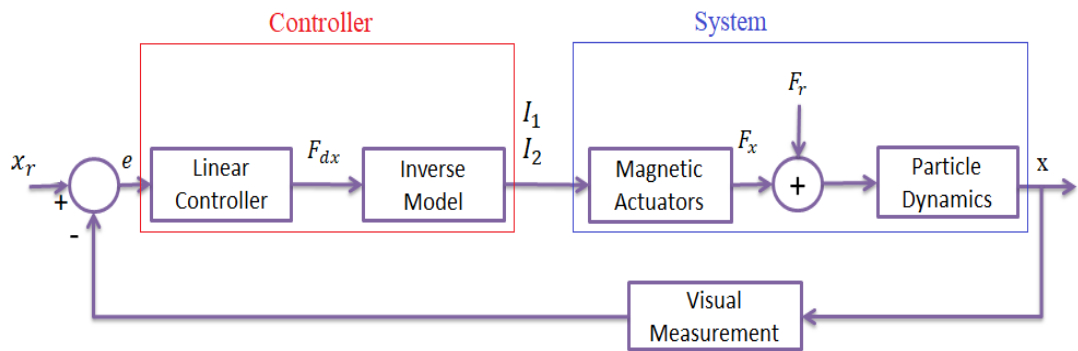 Controller
System
x_r
+
-
e
Linear
Controller
F_dx
Inverse
Model
I_1
I_2
Magnetic
Actuators
F_x
F_r
+
Particle
Dynamics
x
Visual
Measurement